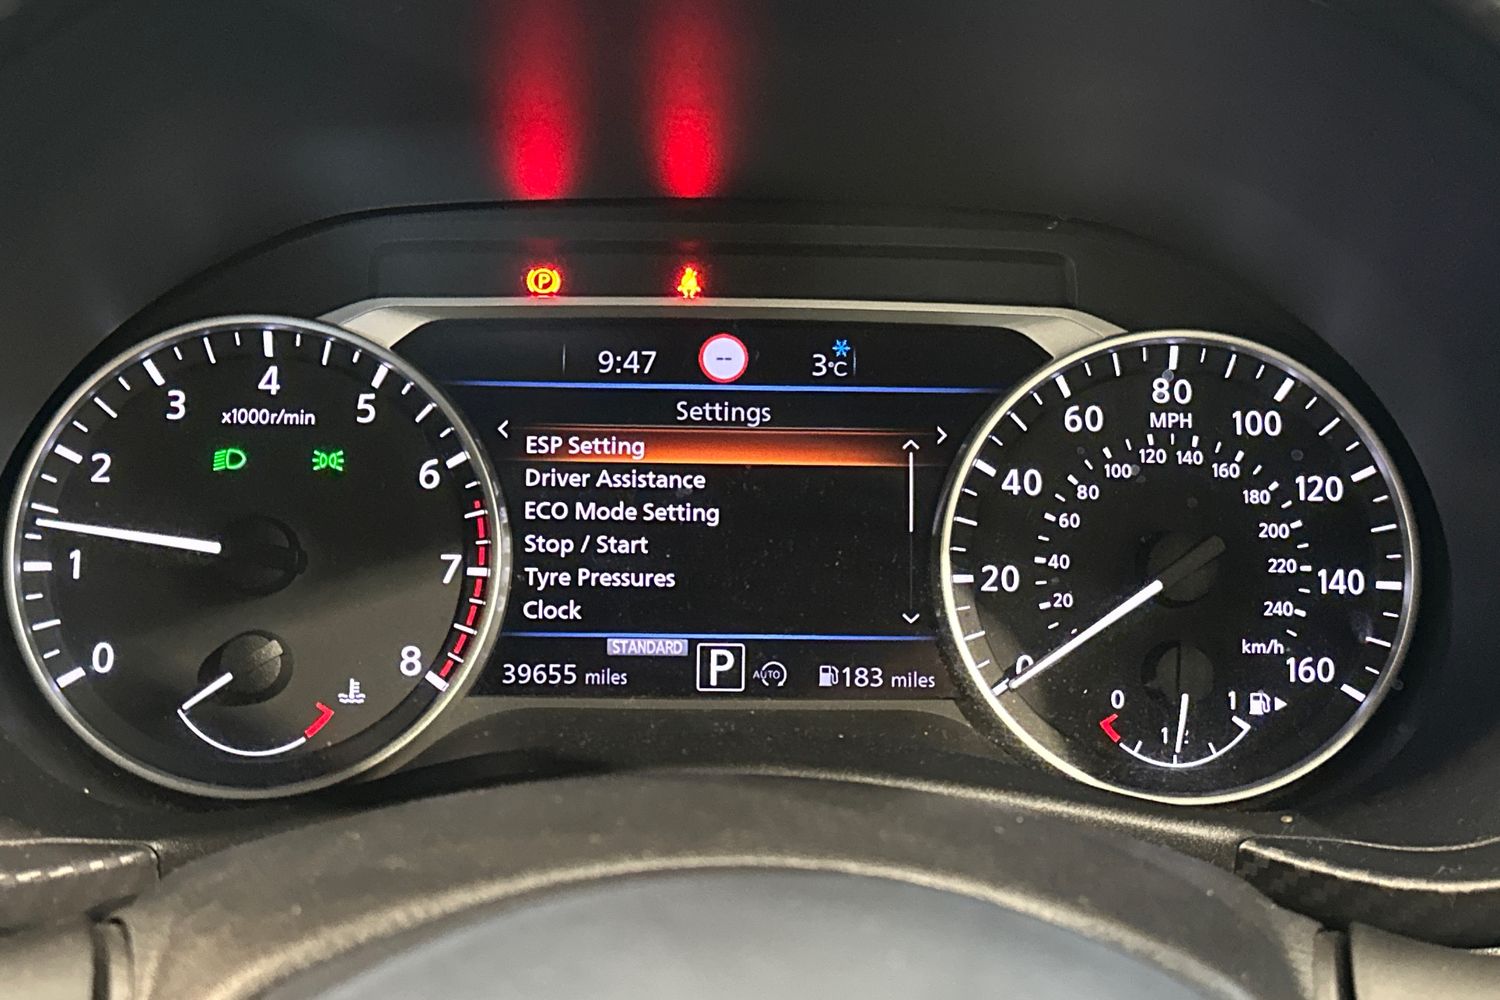 P
9:47 -- 3°C
Settings
ESP Setting
Driver Assistance
ECO Mode Setting
Stop / Start
Tyre Pressures
Clock
STANDARD
39655 miles P AUTO 183 miles
0 1 2 3 4 5 6 7 8
x1000r/min
0 20 40 60 80 100 120 140 160
MPH
20 40 60 80 100 120 140 160 180 200 220 240
km/h
0 1